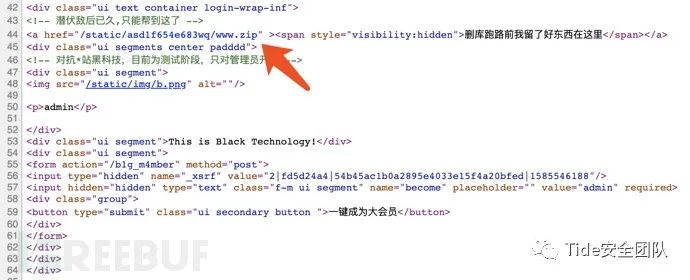 42 <div class="ui text container login-wrap-inf">
43 <!-- 潜伏敌后已久,只能帮到这了 -->
44 <a href="/static/asd1f654e683wq/www.zip" ><span style="visibility:hidden">删库跑路前我留了好东西在这里</span></a>
45 <div class="ui segments center padddd">
46 <!-- 对抗*站黑科技，目前为测试阶段，只对管理员开 -->
47 <div class="ui segment">
48 <img src="/static/img/b.png" alt=""/>
49
50 <p>admin</p>
51
52 </div>
53 <div class="ui segment">This is Black Technology!</div>
54 <div class="ui segment">
55 <form action="/b1g_m4mber" method="post">
56 <input type="hidden" name="_xsrf" value="2|fd5d24a4|54b45ac1b0a2895e4033e15f4a20bfed|1585546188"/>
57 <input hidden="hidden" type="text" class="f-m ui segment" name="become" placeholder="" value="admin" required>
58 <div class="group">
59 <button type="submit" class="ui secondary button ">一键成为大会员</button>
60 </div>
61 </form>
62 </div>
63 </div>
64 </div>
REEBUF
Tide安全团队